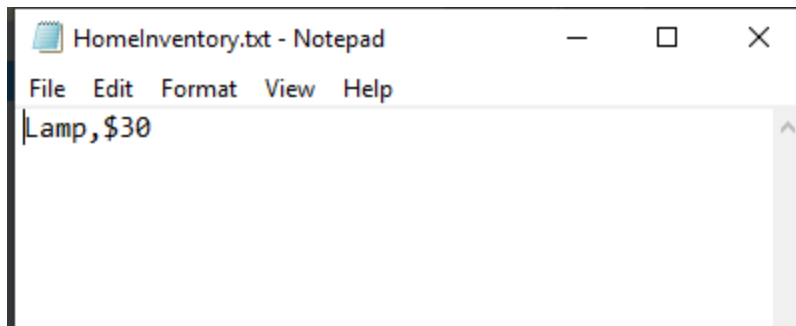 HomeInventory.txt - Notepad
File Edit Format View Help
Lamp,$30